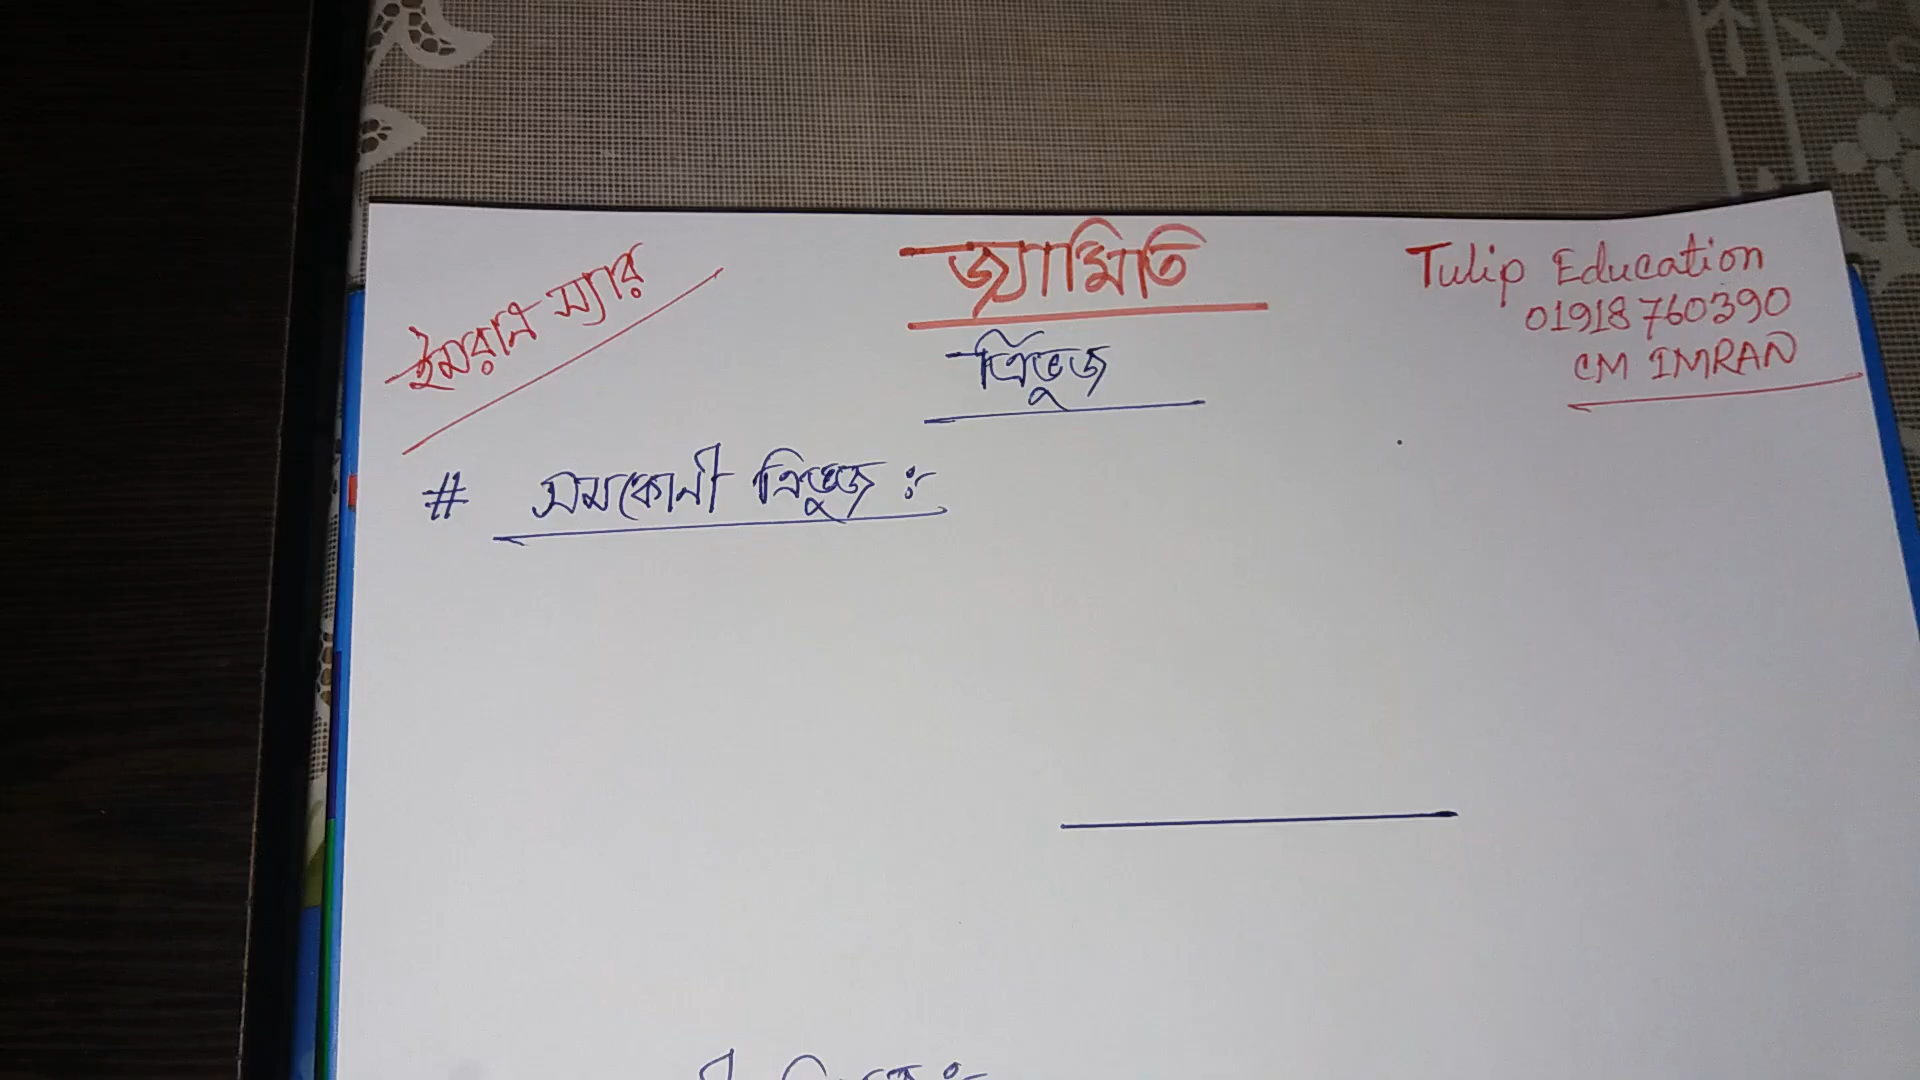 ইমরান স্যার
জ্যামিতি
Tulip Education
01918760390
CM IMRAN
ত্রিভুজ
# সমকোনী ত্রিভুজ :-